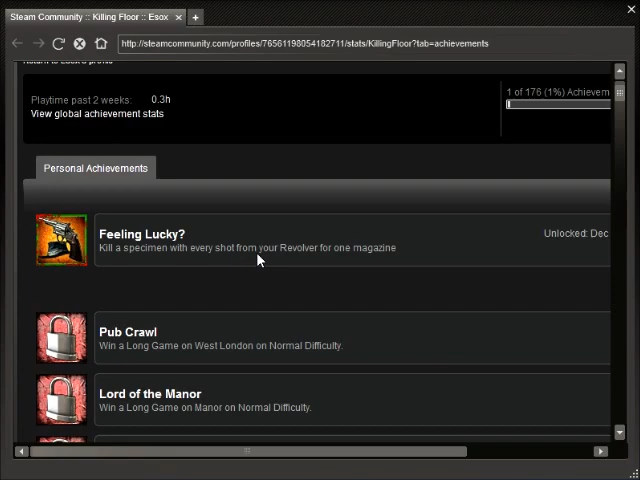 Steam Community :: Killing Floor :: Esox
http://steamcommunity.com/profiles/76561198054182711/stats/KillingFloor?tab=achievements
Playtime past 2 weeks: 0.3h
1 of 176 (1%) Achievem
View global achievement stats
Personal Achievements
Feeling Lucky?
Unlocked: Dec
Kill a specimen with every shot from your Revolver for one magazine
Pub Crawl
Win a Long Game on West London on Normal Difficulty.
Lord of the Manor
Win a Long Game on Manor on Normal Difficulty.